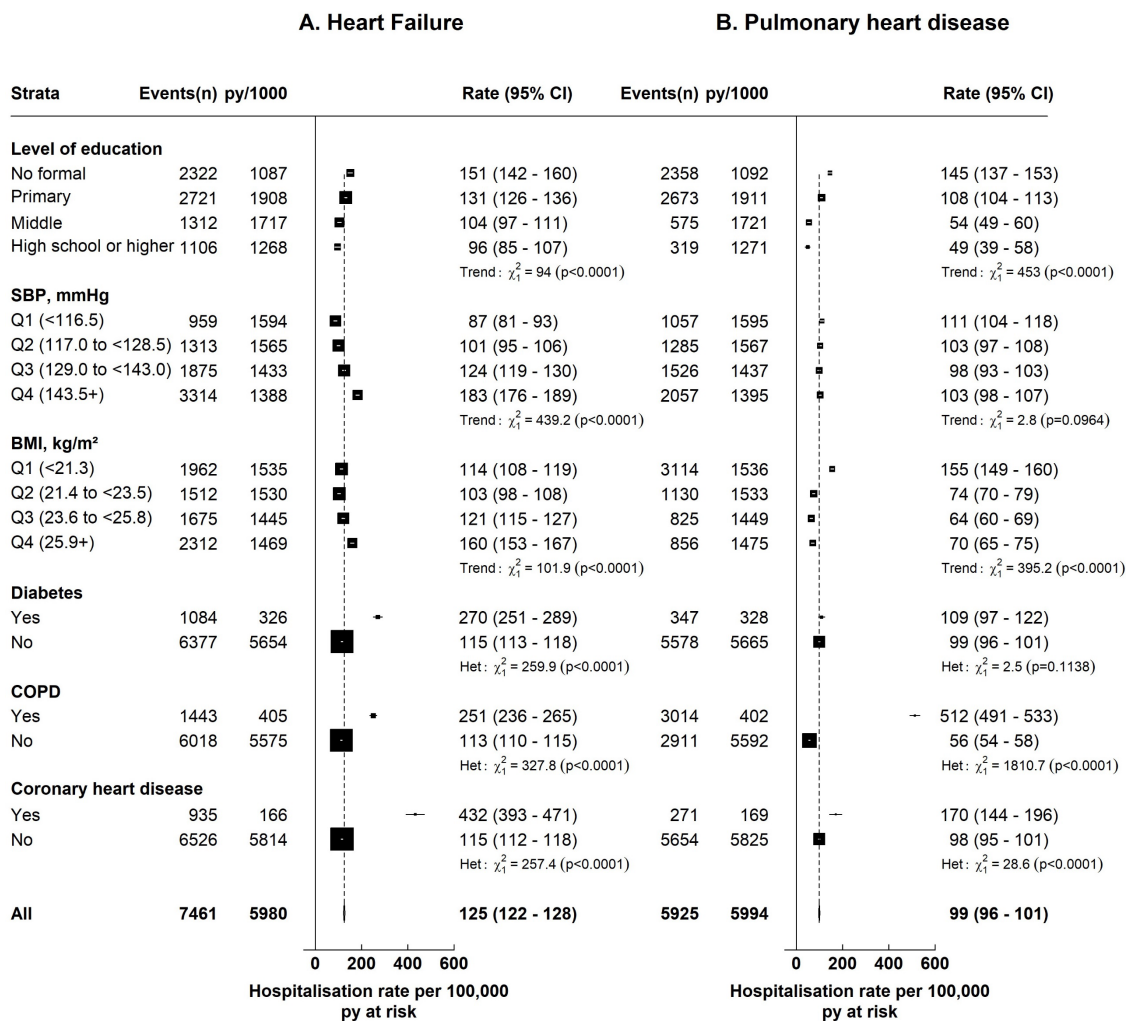 A. Heart Failure B. Pulmonary heart disease
Strata Events(n) py/1000 Rate (95% CI) Events(n) py/1000 Rate (95% CI)
Level of education
No formal 2322 1087 151 (142 - 160) 2358 1092 145 (137 - 153)
Primary 2721 1908 131 (126 - 136) 2673 1911 108 (104 - 113)
Middle 1312 1717 104 (97 - 111) 575 1721 54 (49 - 60)
High school or higher 1106 1268 96 (85 - 107) 319 1271 49 (39 - 58)
Trend : χ²₁ = 94 (p<0.0001) Trend : χ²₁ = 453 (p<0.0001)
SBP, mmHg
Q1 (<116.5) 959 1594 87 (81 - 93) 1057 1595 111 (104 - 118)
Q2 (117.0 to <128.5) 1313 1565 101 (95 - 106) 1285 1567 103 (97 - 108)
Q3 (129.0 to <143.0) 1875 1433 124 (119 - 130) 1526 1437 98 (93 - 103)
Q4 (143.5+) 3314 1388 183 (176 - 189) 2057 1395 103 (98 - 107)
Trend : χ²₁ = 439.2 (p<0.0001) Trend : χ²₁ = 2.8 (p=0.0964)
BMI, kg/m²
Q1 (<21.3) 1962 1535 114 (108 - 119) 3114 1536 155 (149 - 160)
Q2 (21.4 to <23.5) 1512 1530 103 (98 - 108) 1130 1533 74 (70 - 79)
Q3 (23.6 to <25.8) 1675 1445 121 (115 - 127) 825 1449 64 (60 - 69)
Q4 (25.9+) 2312 1469 160 (153 - 167) 856 1475 70 (65 - 75)
Trend : χ²₁ = 101.9 (p<0.0001) Trend : χ²₁ = 395.2 (p<0.0001)
Diabetes
Yes 1084 326 270 (251 - 289) 347 328 109 (97 - 122)
No 6377 5654 115 (113 - 118) 5578 5665 99 (96 - 101)
Het : χ²₁ = 259.9 (p<0.0001) Het : χ²₁ = 2.5 (p=0.1138)
COPD
Yes 1443 405 251 (236 - 265) 3014 402 512 (491 - 533)
No 6018 5575 113 (110 - 115) 2911 5592 56 (54 - 58)
Het : χ²₁ = 327.8 (p<0.0001) Het : χ²₁ = 1810.7 (p<0.0001)
Coronary heart disease
Yes 935 166 432 (393 - 471) 271 169 170 (144 - 196)
No 6526 5814 115 (112 - 118) 5654 5825 98 (95 - 101)
Het : χ²₁ = 257.4 (p<0.0001) Het : χ²₁ = 28.6 (p<0.0001)
All 7461 5980 125 (122 - 128) 5925 5994 99 (96 - 101)
0 200 400 600 0 200 400 600
Hospitalisation rate per 100,000 Hospitalisation rate per 100,000
py at risk py at risk